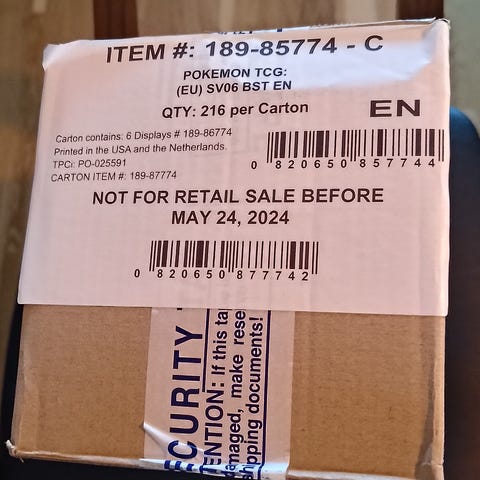 ITEM #: 189-85774 - C
POKEMON TCG:
(EU) SV06 BST EN
QTY: 216 per Carton
EN
Carton contains: 6 Displays # 189-86774
Printed in the USA and the Netherlands.
TPCi: PO-025591
CARTON ITEM #: 189-87774
0 820650 857744
NOT FOR RETAIL SALE BEFORE
MAY 24, 2024
0 820650 877742
CURITY
TENTION: If this ta
amaged, make rese
hipping documents!